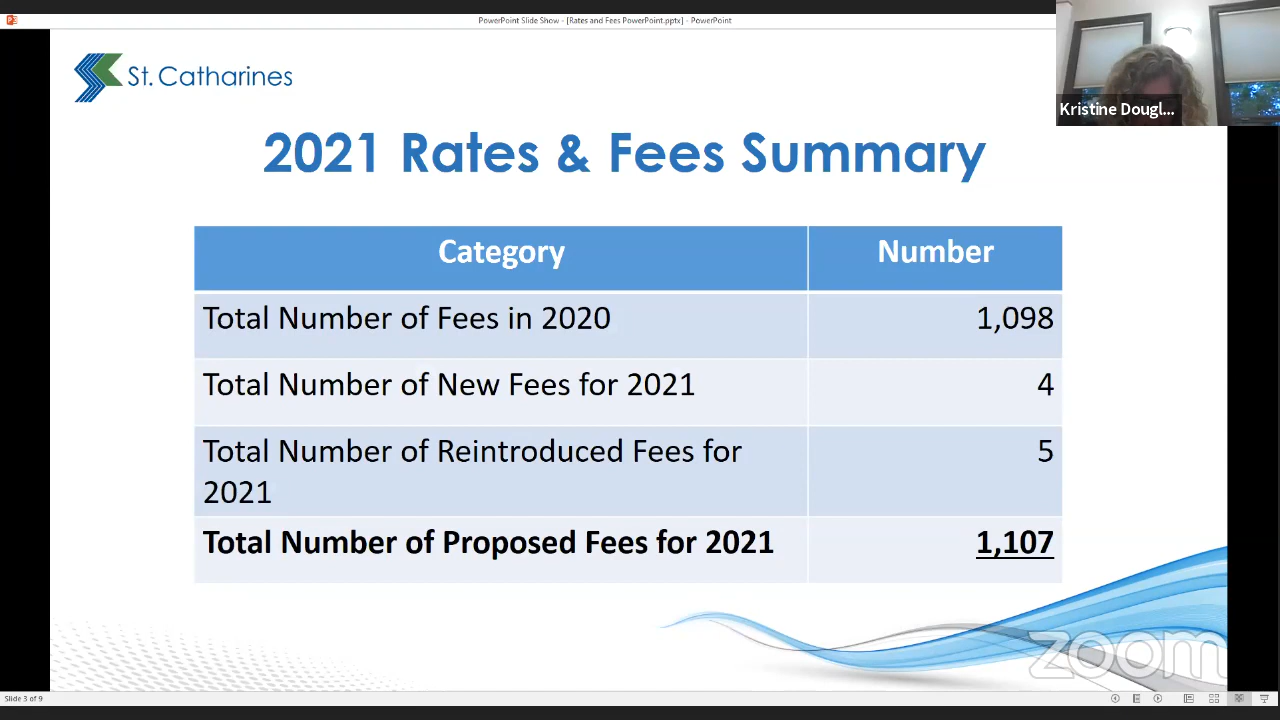 PowerPoint Slide Show - [Rates and Fees PowerPoint.pptx] - PowerPoint
St. Catharines
Kristine Dougl...
2021 Rates & Fees Summary
Category Number
Total Number of Fees in 2020 1,098
Total Number of New Fees for 2021 4
Total Number of Reintroduced Fees for 5
2021
Total Number of Proposed Fees for 2021 1,107
zoom
Slide 3 of 9